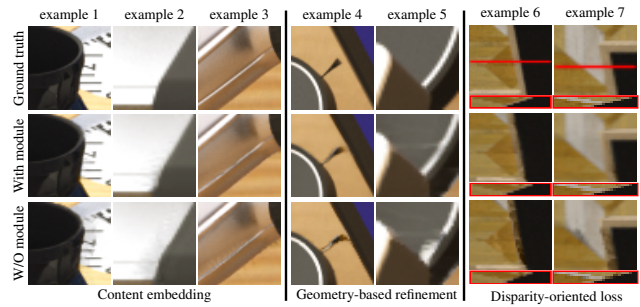 example 1 example 2 example 3 example 4 example 5 example 6 example 7
Ground truth
With module
W/O module
Content embedding Geometry-based refinement Disparity-oriented loss